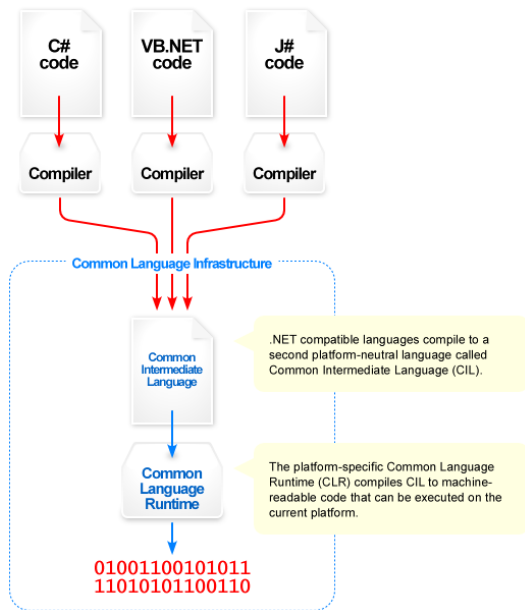 C#
code
VB.NET
code
J#
code
Compiler
Compiler
Compiler
Common Language Infrastructure
Common
Intermediate
Language
.NET compatible languages compile to a
second platform-neutral language called
Common Intermediate Language (CIL).
Common
Language
Runtime
The platform-specific Common Language
Runtime (CLR) compiles CIL to machine-
readable code that can be executed on the
current platform.
01001100101011
11010101100110